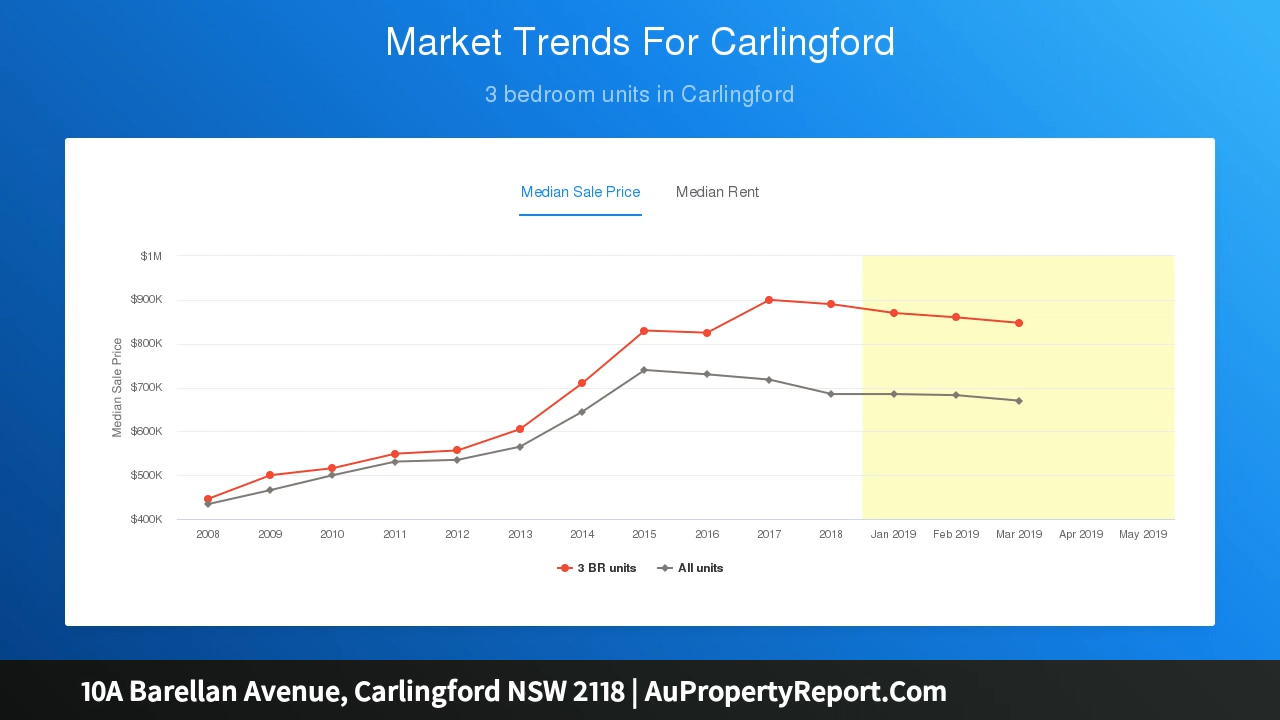 Market Trends For Carlingford
3 bedroom units in Carlingford
Median Sale Price Median Rent
Median Sale Price
$1M
$900K
$800K
$700K
$600K
$500K
$400K
2008 2009 2010 2011 2012 2013 2014 2015 2016 2017 2018 Jan 2019 Feb 2019 Mar 2019 Apr 2019 May 2019
3 BR units All units
10A Barellan Avenue, Carlingford NSW 2118 | AuPropertyReport.Com